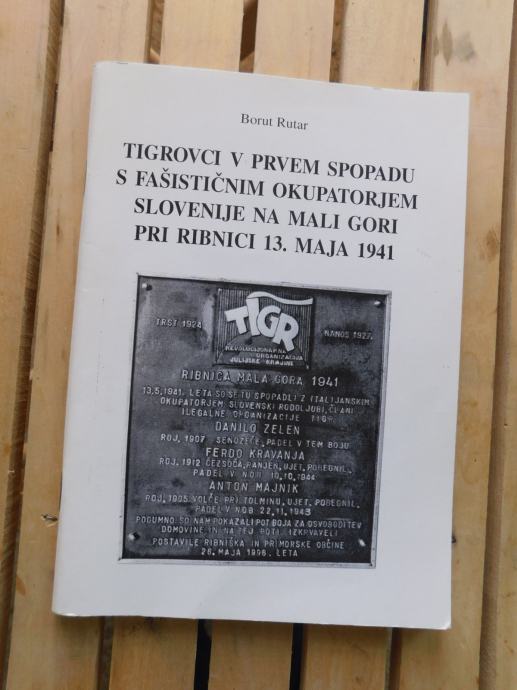 Borut Rutar
TIGROVCI V PRVEM SPOPADU
S FAŠISTIČNIM OKUPATORJEM
SLOVENIJE NA MALI GORI
PRI RIBNICI 13. MAJA 1941
TIGR
TRST 1924 NANOS 1927
REVOLUCIONARNA
ORGANIZACIJA
JULIJSKE KRAJINE
RIBNICA MALA GORA 1941
13.5.1941. LETA SO SE TU SPOPADLI Z ITALIJANSKIM
OKUPATORJEM SLOVENSKI RODOLJUBI, ČLANI
ILEGALNE ORGANIZACIJE TIGR
DANILO ZELEN
ROJ. 1907 SENOŽEČE, PADEL V TEM BOJU
FERDO KRAVANJA
ROJ. 1912 ČEZSOČA, RANJEN, UJET, POBEGNIL,
PADEL V NOB 10.10.1944
ANTON MAJNIK
ROJ. 1905 VOLČE PRI TOLMINU, UJET, POBEGNIL,
PADEL V NOB 22.11.1943
POGUMNO SO NAM POKAZALI POT BOJA ZA OSVOBODITEV
DOMOVINE IN NA TEJ POTI IZKRVAVELI
POSTAVILE RIBNIŠKA IN PRIMORSKE OBČINE
26. MAJA 1996. LETA